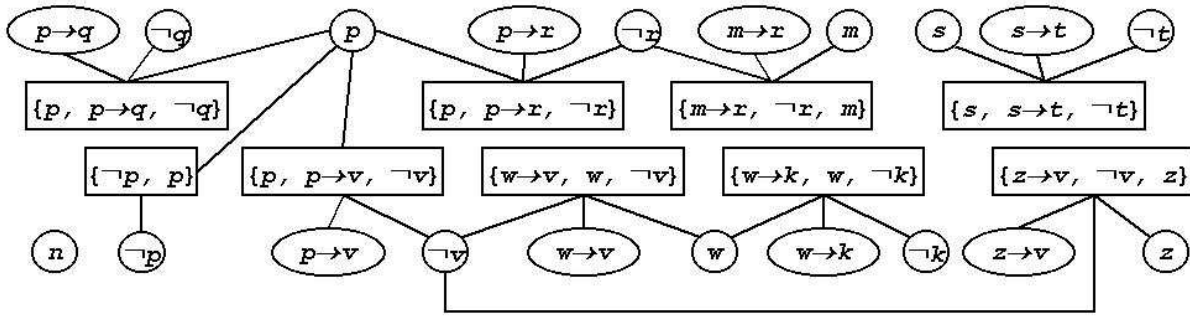 p→q ¬q p p→r ¬r m→r m s s→t ¬t
{p, p→q, ¬q} {p, p→r, ¬r} {m→r, ¬r, m} {s, s→t, ¬t}
{¬p, p} {p, p→v, ¬v} {w→v, w, ¬v} {w→k, w, ¬k} {z→v, ¬v, z}
n ¬p p→v ¬v w→v w w→k ¬k z→v z